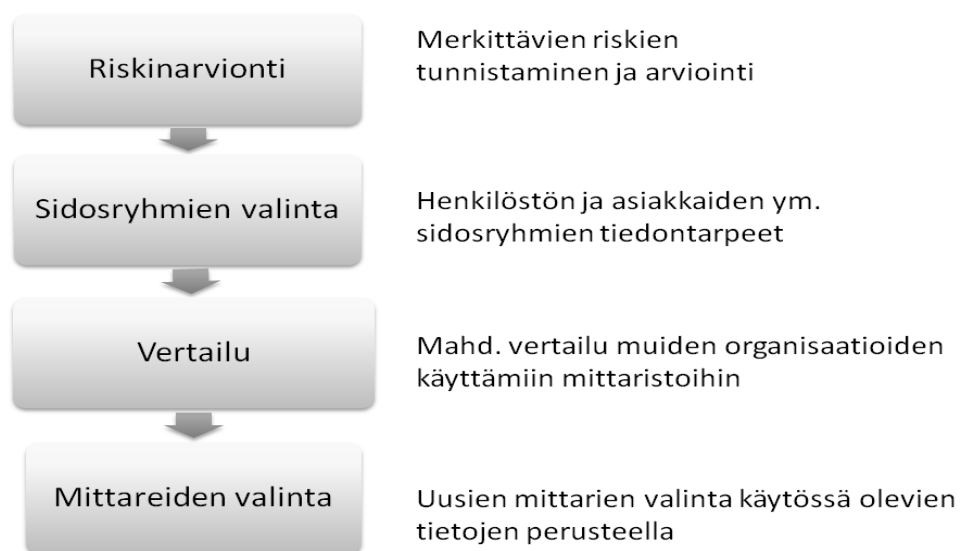 Riskinarvionti
Merkittävien riskien
tunnistaminen ja arviointi
Sidosryhmien valinta
Henkilöstön ja asiakkaiden ym.
sidosryhmien tiedontarpeet
Vertailu
Mahd. vertailu muiden organisaatioiden
käyttämiin mittaristoihin
Mittareiden valinta
Uusien mittarien valinta käytössä olevien
tietojen perusteella